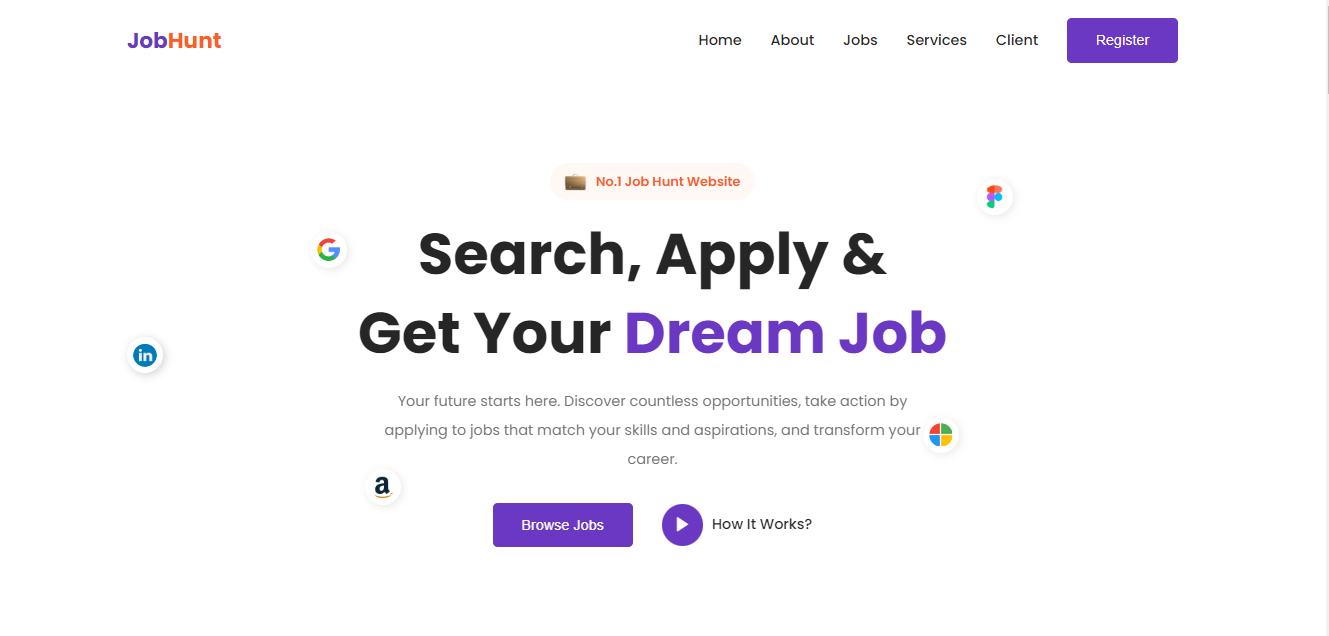 JobHunt
Home About Jobs Services Client Register
No.1 Job Hunt Website
Search, Apply &
Get Your Dream Job
in
Your future starts here. Discover countless opportunities, take action by
applying to jobs that match your skills and aspirations, and transform your
career.
a
Browse Jobs How It Works?